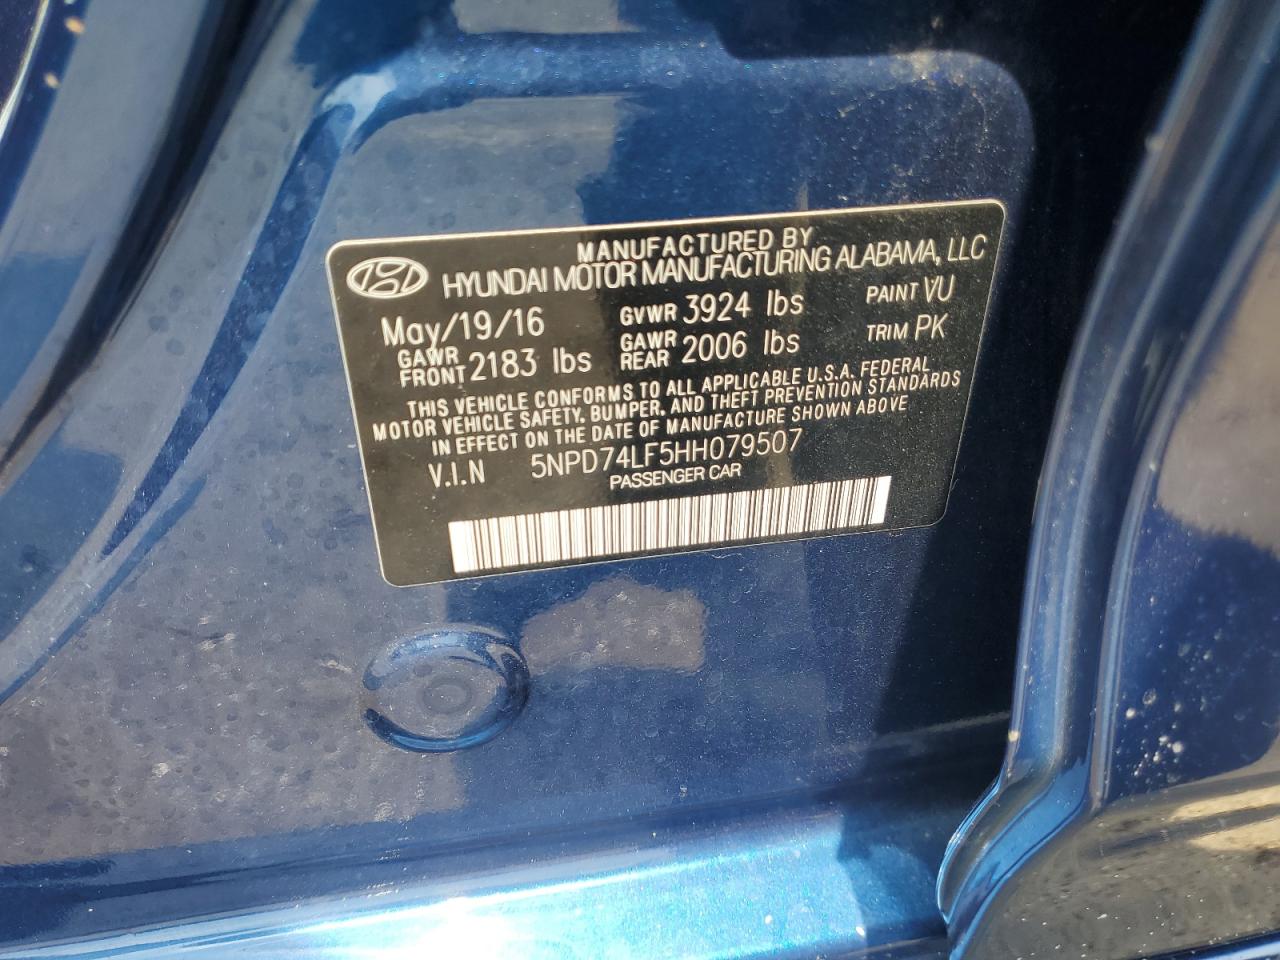 MANUFACTURED BY
HYUNDAI MOTOR MANUFACTURING ALABAMA, LLC
May/19/16 GVWR 3924 lbs PAINT VU
GAWR FRONT 2183 lbs GAWR REAR 2006 lbs TRIM PK
THIS VEHICLE CONFORMS TO ALL APPLICABLE U.S.A. FEDERAL
MOTOR VEHICLE SAFETY, BUMPER, AND THEFT PREVENTION STANDARDS
IN EFFECT ON THE DATE OF MANUFACTURE SHOWN ABOVE
V.I.N 5NPD74LF5HH079507
PASSENGER CAR